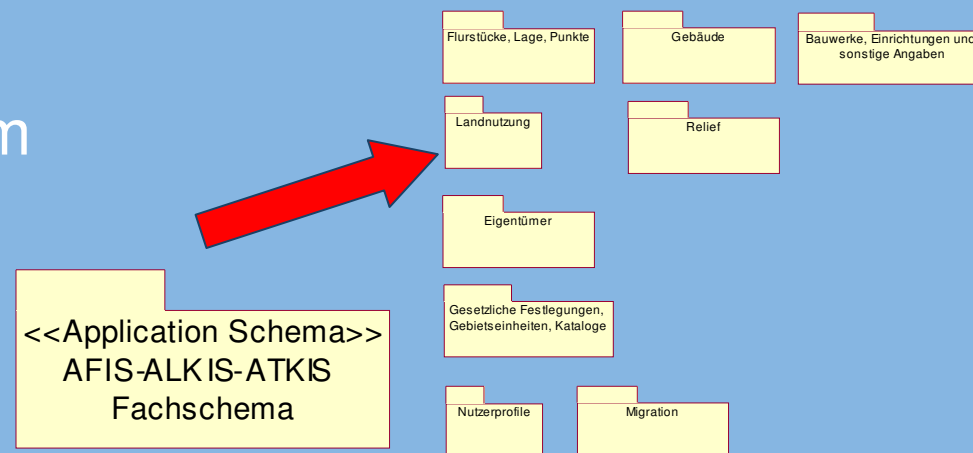 Flurstücke, Lage, Punkte
Gebäude
Bauwerke, Einrichtungen und
sonstige Angaben
m
Landnutzung
Relief
Eigentümer
<<Application Schema>>
AFIS-ALKIS-ATKIS
Fachschema
Gesetzliche Festlegungen,
Gebietseinheiten, Kataloge
Nutzerprofile
Migration